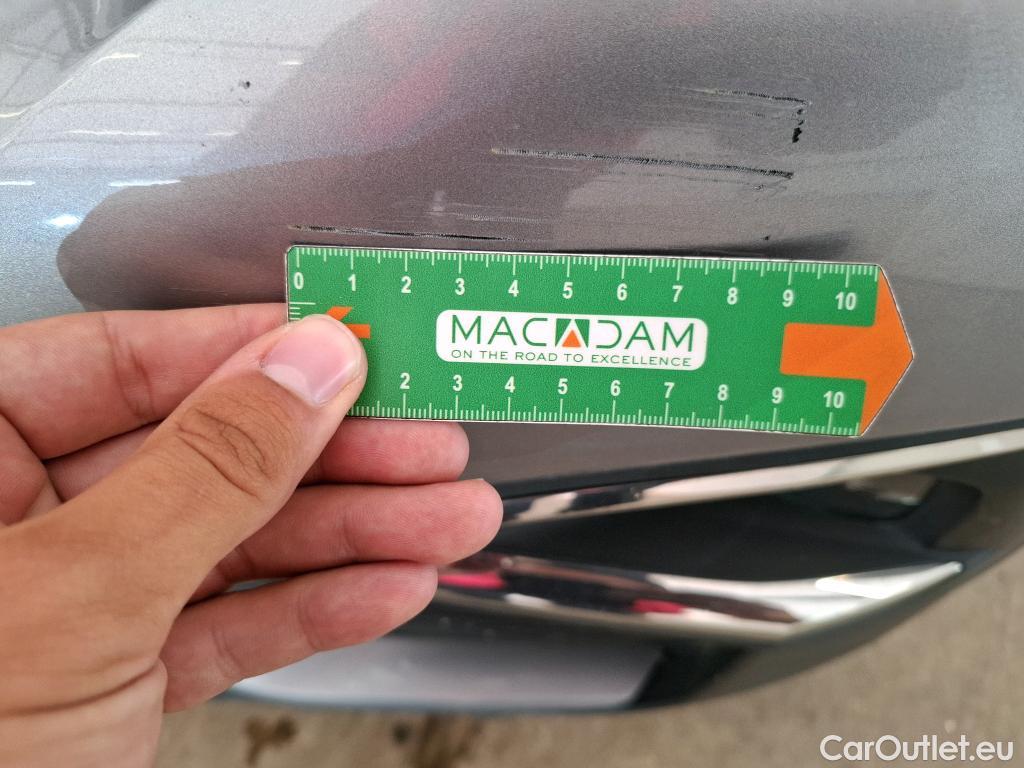 0 1 2 3 4 5 6 7 8 9 10
MACADAM
ON THE ROAD TO EXCELLENCE
2 3 4 5 6 7 8 9 10
CarOutlet.eu